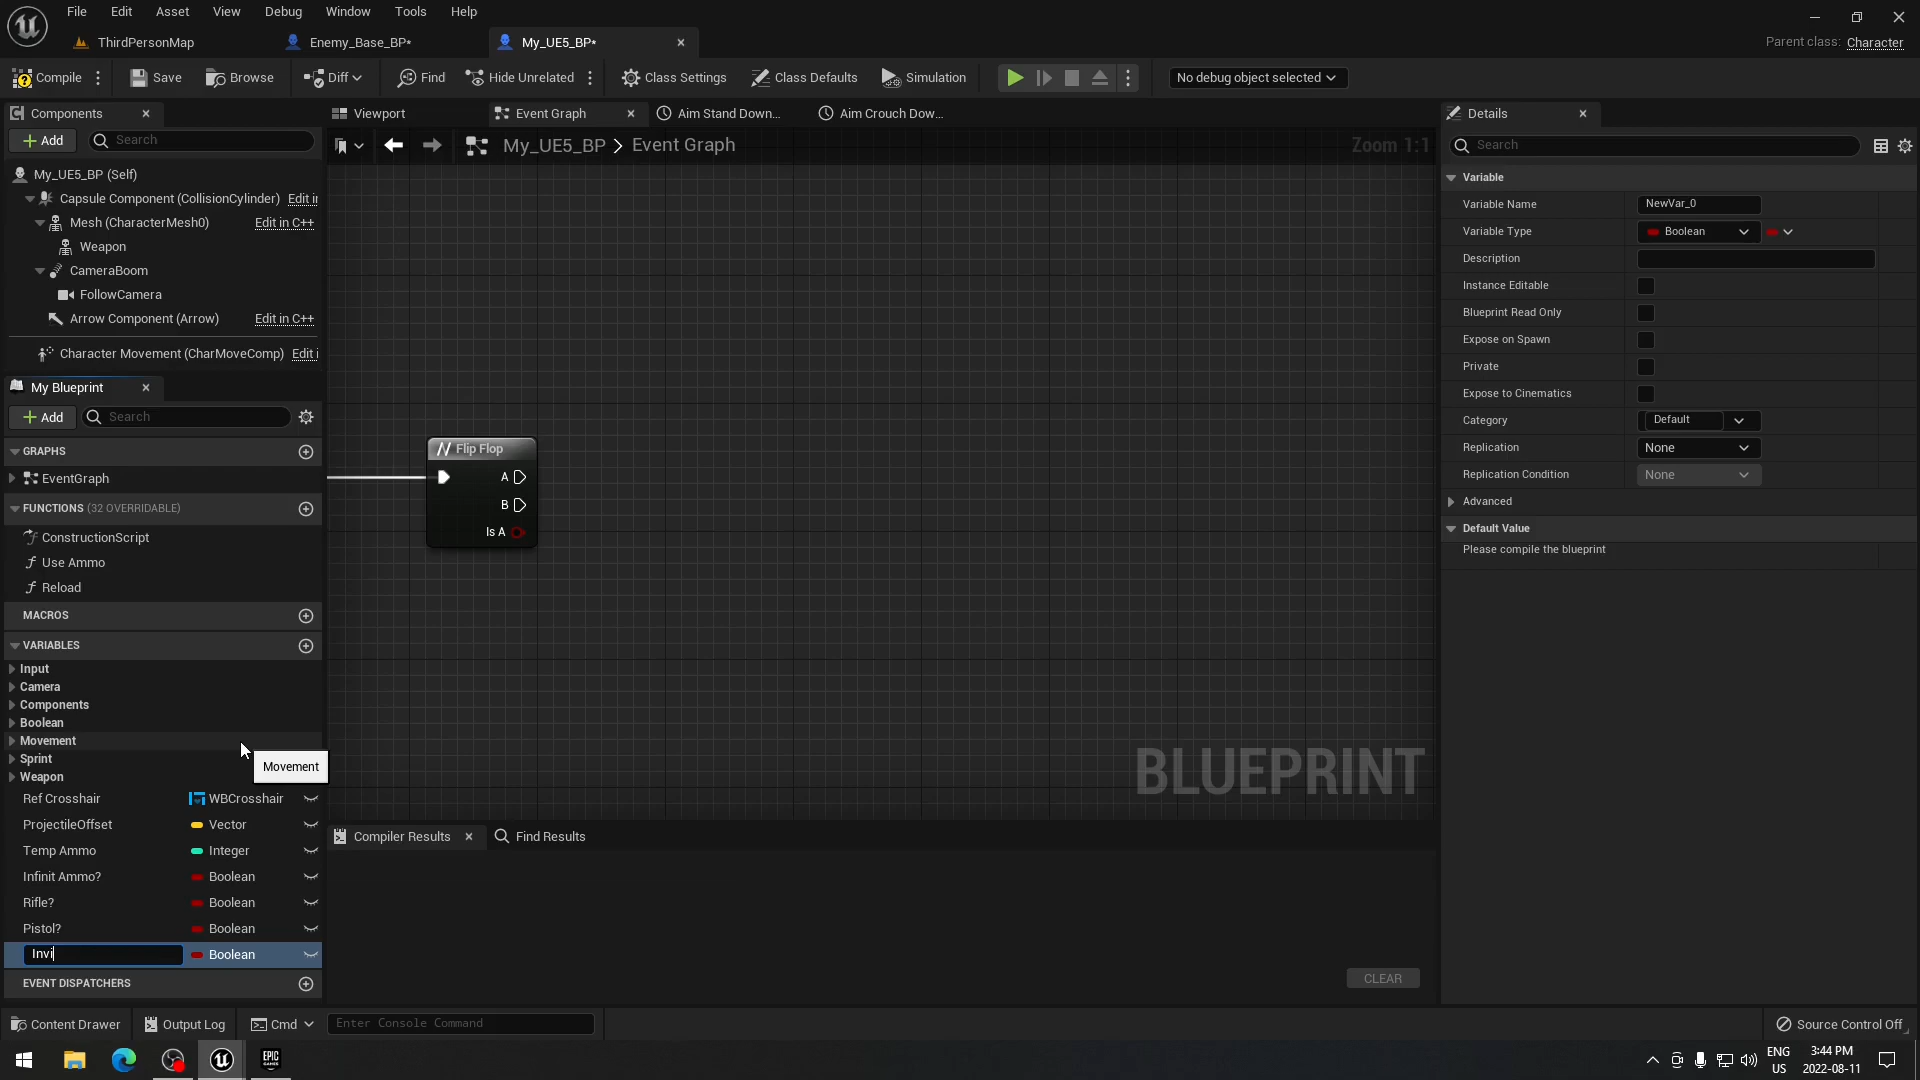 File Edit Asset View Debug Window Tools Help
ThirdPersonMap Enemy_Base_BP* My_UE5_BP*
Parent class: Character
Compile Save Browse Diff Find Hide Unrelated Class Settings Class Defaults Simulation No debug object selected
Components Viewport Event Graph Aim Stand Down... Aim Crouch Dow... Details
Add Search My_UE5_BP > Event Graph Zoom 1:1 Search
My_UE5_BP (Self)
Capsule Component (CollisionCylinder) Edit i
Mesh (CharacterMesh0) Edit in C++
Weapon
CameraBoom
FollowCamera
Arrow Component (Arrow) Edit in C++
Character Movement (CharMoveComp) Edit i
My Blueprint
Add Search
GRAPHS
EventGraph
FUNCTIONS (32 OVERRIDABLE)
ConstructionScript
Use Ammo
Reload
MACROS
VARIABLES
Input
Camera
Components
Boolean
Movement
Sprint
Weapon
Movement
Ref Crosshair WBCrosshair
ProjectileOffset Vector
Temp Ammo Integer
Infinit Ammo? Boolean
Rifle? Boolean
Pistol? Boolean
Invi Boolean
EVENT DISPATCHERS
Flip Flop
A
B
Is A
BLUEPRINT
Compiler Results Find Results
CLEAR
Variable
Variable Name NewVar_0
Variable Type Boolean
Description
Instance Editable
Blueprint Read Only
Expose on Spawn
Private
Expose to Cinematics
Category Default
Replication None
Replication Condition None
Advanced
Default Value
Please compile the blueprint
Content Drawer Output Log Cmd Enter Console Command Source Control Off
EPIC GAMES
ENG US
3:44 PM
2022-08-11